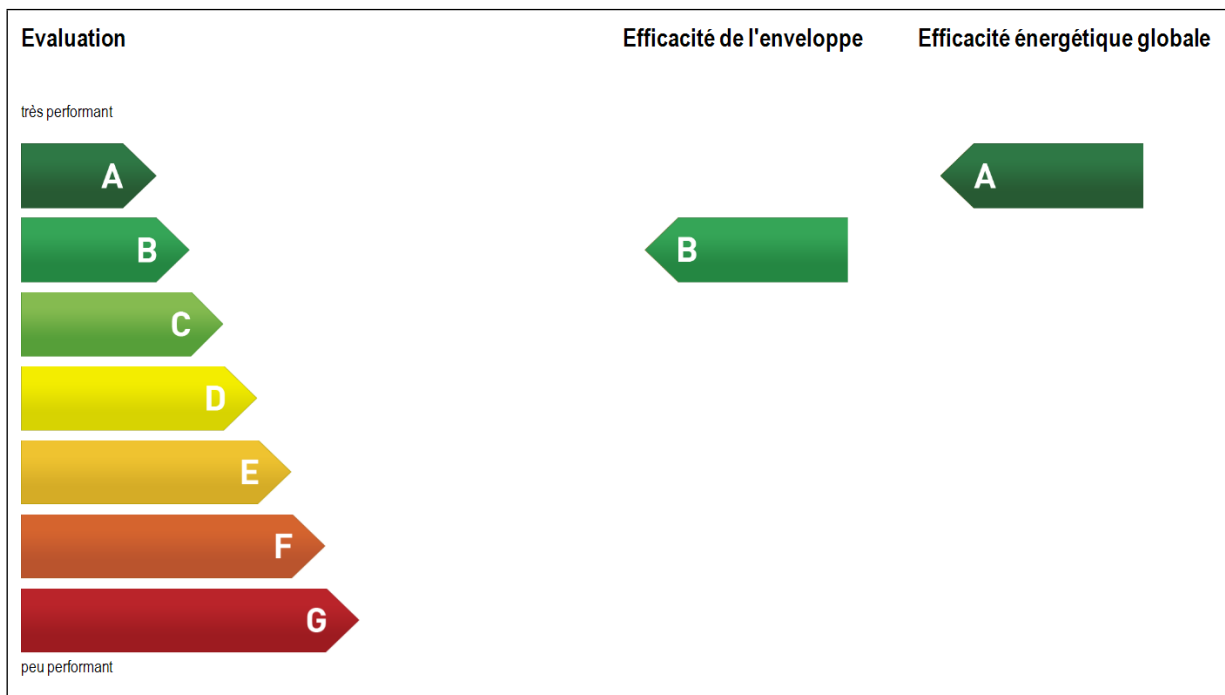 Evaluation Efficacité de l'enveloppe Efficacité énergétique globale
très performant
A A
B B
C
D
E
F
G
peu performant